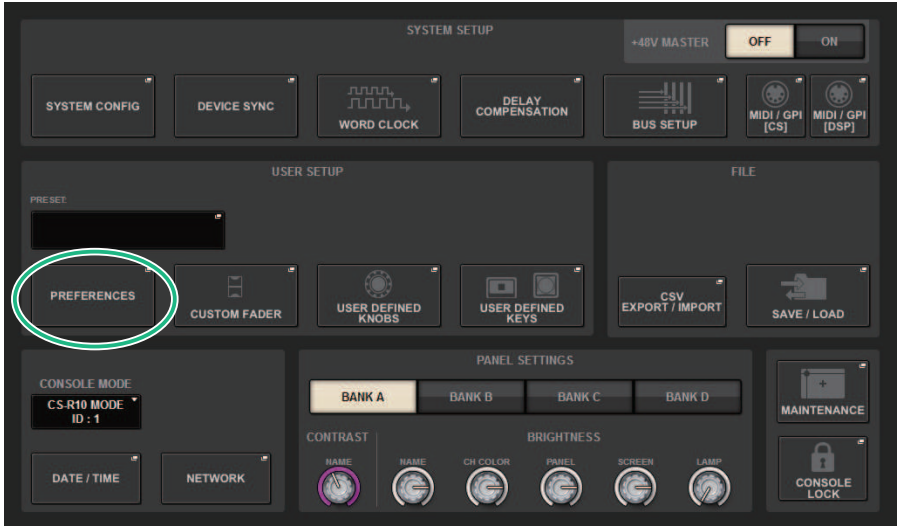 SYSTEM SETUP
+48V MASTER
OFF
ON
SYSTEM CONFIG
DEVICE SYNC
WORD CLOCK
DELAY
COMPENSATION
BUS SETUP
MIDI / GPI
[CS]
MIDI / GPI
[DSP]
USER SETUP
PRESET:
PREFERENCES
CUSTOM FADER
USER DEFINED
KNOBS
USER DEFINED
KEYS
FILE
CSV
EXPORT / IMPORT
SAVE / LOAD
CONSOLE MODE
CS-R10 MODE
ID : 1
DATE / TIME
NETWORK
PANEL SETTINGS
BANK A
BANK B
BANK C
BANK D
CONTRAST
BRIGHTNESS
NAME
NAME
CH COLOR
PANEL
SCREEN
LAMP
MAINTENANCE
CONSOLE
LOCK